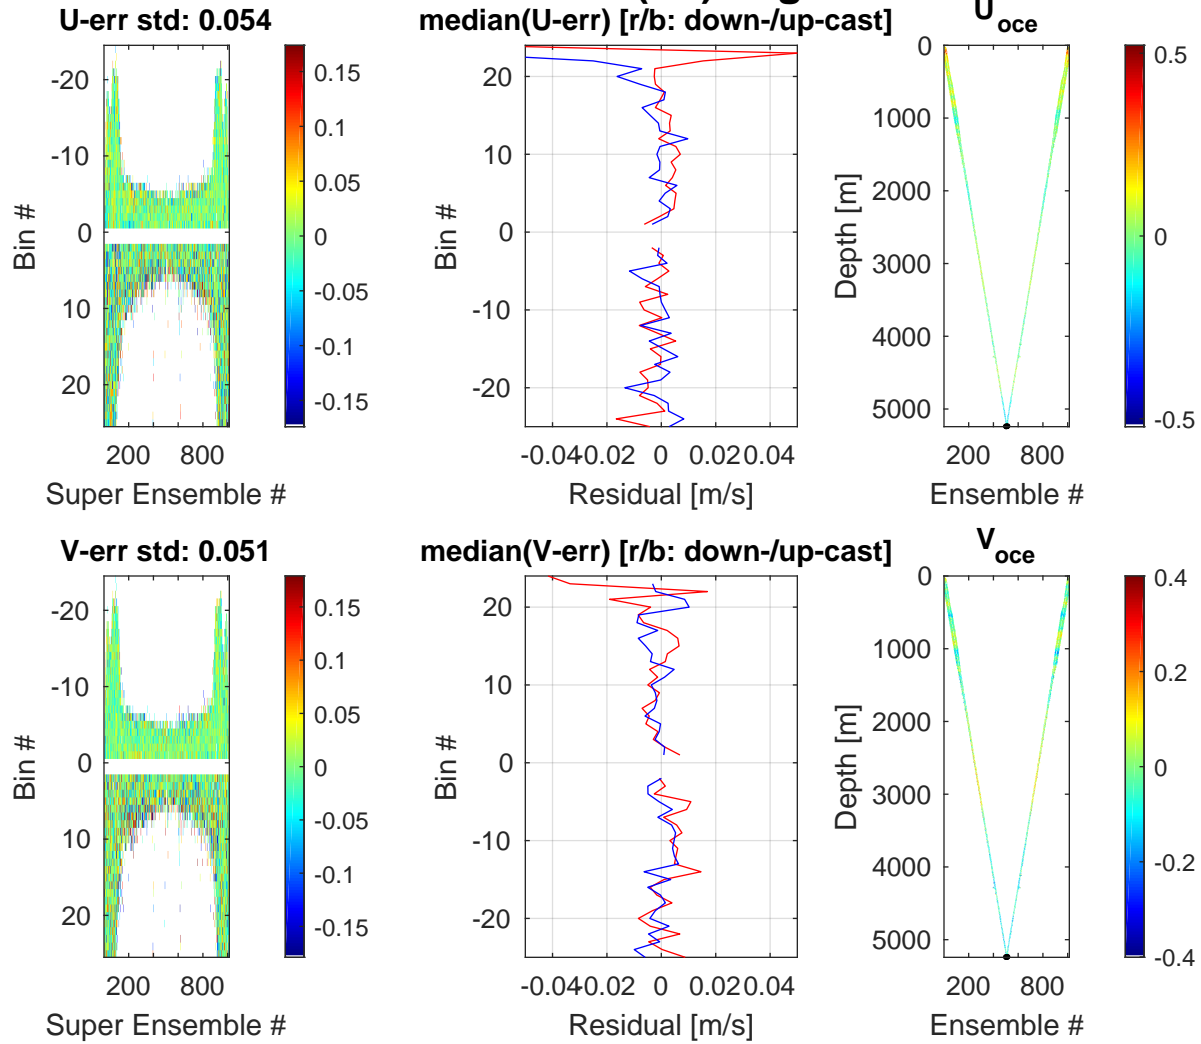 U-err std: 0.054
-20
-10
0
10
20
200 800
Super Ensemble #
Bin #
0.15
0.1
0.05
0
-0.05
-0.1
-0.15
median(U-err) [r/b: down-/up-cast]
20
10
0
-10
-20
-0.04 -0.02 0 0.02 0.04
Residual [m/s]
Bin #
U_oce
0
1000
2000
3000
4000
5000
200 800
Ensemble #
Depth [m]
0.5
0
-0.5
V-err std: 0.051
-20
-10
0
10
20
200 800
Super Ensemble #
Bin #
0.15
0.1
0.05
0
-0.05
-0.1
-0.15
median(V-err) [r/b: down-/up-cast]
20
10
0
-10
-20
-0.04 -0.02 0 0.02 0.04
Residual [m/s]
Bin #
V_oce
0
1000
2000
3000
4000
5000
200 800
Ensemble #
Depth [m]
0.4
0.2
0
-0.2
-0.4